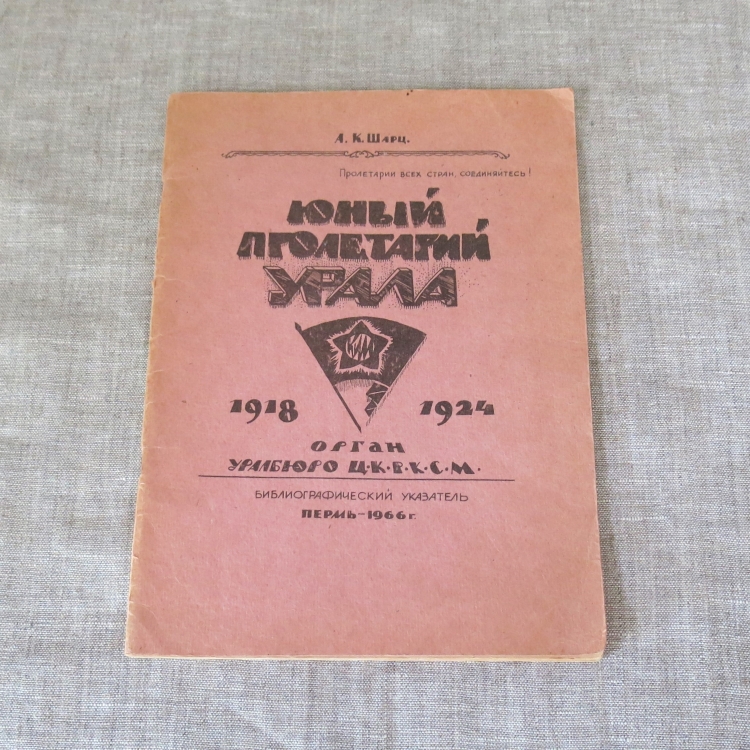 А. К. Шарц.
Пролетарии всех стран, соединяйтесь!
ЮНЫЙ
ПРОЛЕТАРИЙ
УРАЛА
КИМ
1918 1924
ОРГАН
УРАЛБЮРО Ц.К.Р.К.С.М.
БИБЛИОГРАФИЧЕСКИЙ УКАЗАТЕЛЬ
ПЕРМЬ–1966 г.